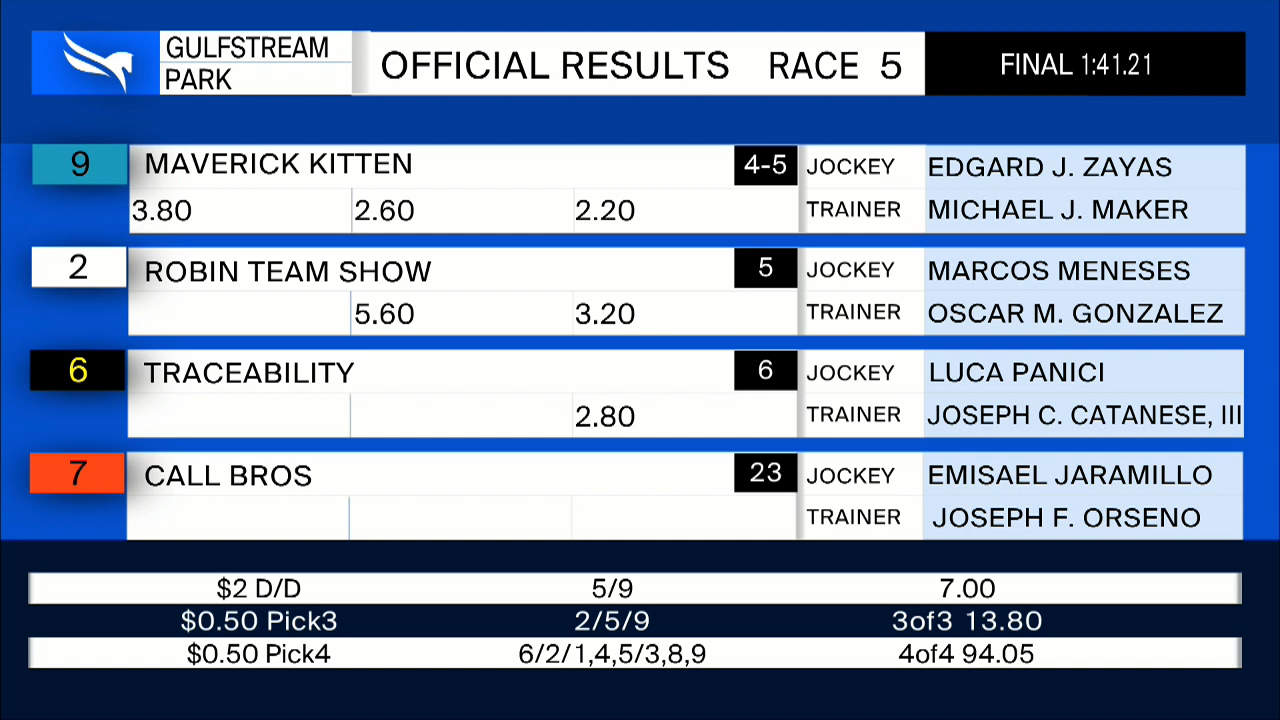 GULFSTREAM PARK OFFICIAL RESULTS RACE 5 FINAL 1:41.21
9 MAVERICK KITTEN 4-5 JOCKEY EDGARD J. ZAYAS
3.80 2.60 2.20 TRAINER MICHAEL J. MAKER
2 ROBIN TEAM SHOW 5 JOCKEY MARCOS MENESES
5.60 3.20 TRAINER OSCAR M. GONZALEZ
6 TRACEABILITY 6 JOCKEY LUCA PANICI
2.80 TRAINER JOSEPH C. CATANESE, III
7 CALL BROS 23 JOCKEY EMISAEL JARAMILLO
TRAINER JOSEPH F. ORSENO
$2 D/D 5/9 7.00
$0.50 Pick3 2/5/9 3of3 13.80
$0.50 Pick4 6/2/1,4,5/3,8,9 4of4 94.05